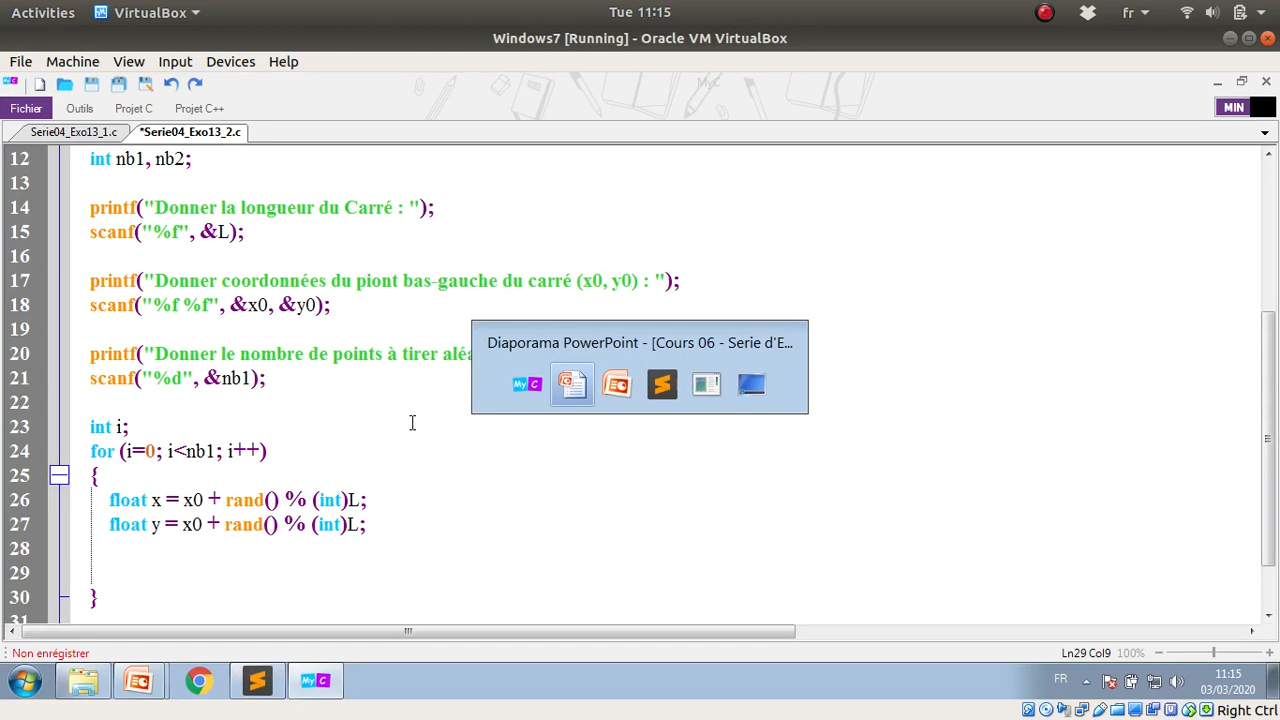 Activities VirtualBox Tue 11:15 fr
Windows7 [Running] - Oracle VM VirtualBox
File Machine View Input Devices Help
MyC
Fichier Outils Projet C Projet C++ MIN
Serie04_Exo13_1.c *Serie04_Exo13_2.c
12 int nb1, nb2;
13
14 printf("Donner la longueur du Carré : ");
15 scanf("%f", &L);
16
17 printf("Donner coordonnées du piont bas-gauche du carré (x0, y0) : ");
18 scanf("%f %f", &x0, &y0);
19
20 printf("Donner le nombre de points à tirer aléa
Diaporama PowerPoint - [Cours 06 - Serie d'E...
My C
21 scanf("%d", &nb1);
22
23 int i;
24 for (i=0; i<nb1; i++)
25 {
26 float x = x0 + rand() % (int)L;
27 float y = x0 + rand() % (int)L;
28
29
30 }
31
Non enregistrer Ln29 Col9 100%
My C FR 11:15
03/03/2020
Right Ctrl